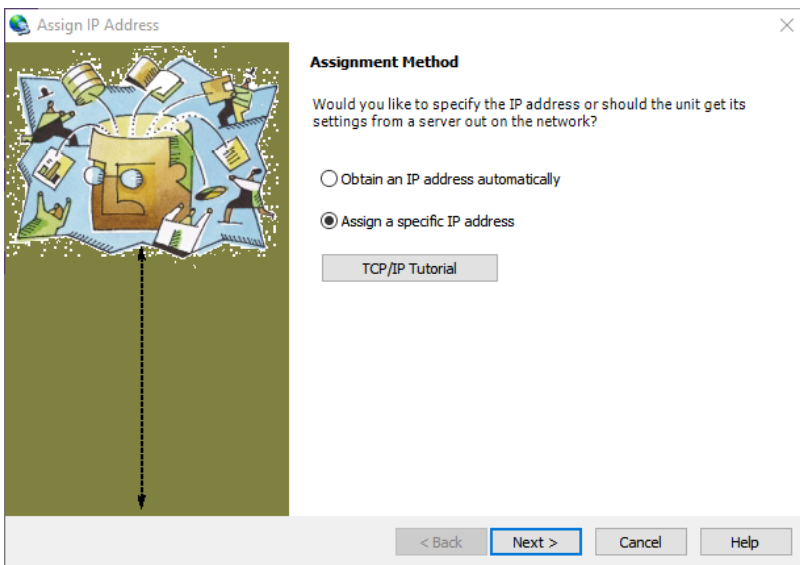 Assign IP Address
Assignment Method
Would you like to specify the IP address or should the unit get its
settings from a server out on the network?
Obtain an IP address automatically
Assign a specific IP address
TCP/IP Tutorial
< Back
Next >
Cancel
Help